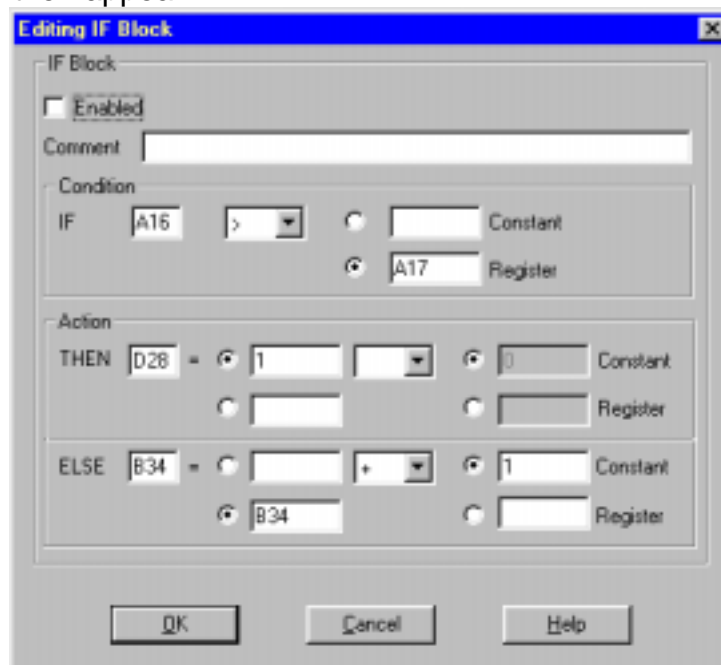 Editing IF Block
IF Block
Enabled
Comment
Condition
IF A16 > Constant
A17 Register
Action
THEN D28 = 1 0 Constant
Register
ELSE B34 = + 1 Constant
B34 Register
OK Cancel Help